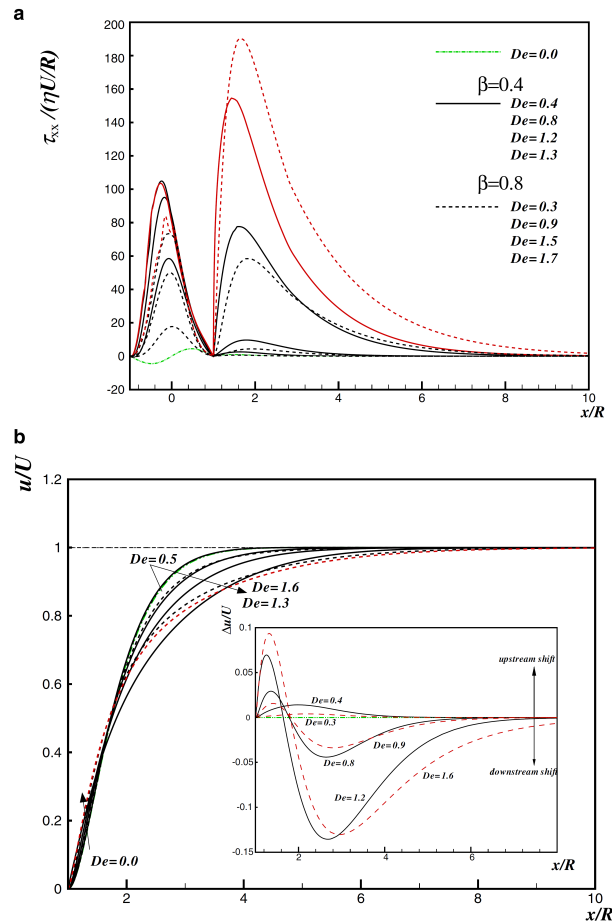 a
τxx /(ηU/R)
200
180
160
140
120
100
80
60
40
20
0
-20
De=0.0
β=0.4
De=0.4
De=0.8
De=1.2
De=1.3
β=0.8
De=0.3
De=0.9
De=1.5
De=1.7
0 2 4 6 8 10
x/R
b
u/U
1.2
1
0.8
0.6
0.4
0.2
0
De=0.5
De=1.6
De=1.3
De=0.0
Δu/U
0.1
0.05
0
-0.05
-0.1
-0.15
upstream shift
De=0.4
De=0.3
De=0.9
De=0.8
De=1.6
downstream shift
De=1.2
2 4 6
x/R
2 4 6 8 10
x/R